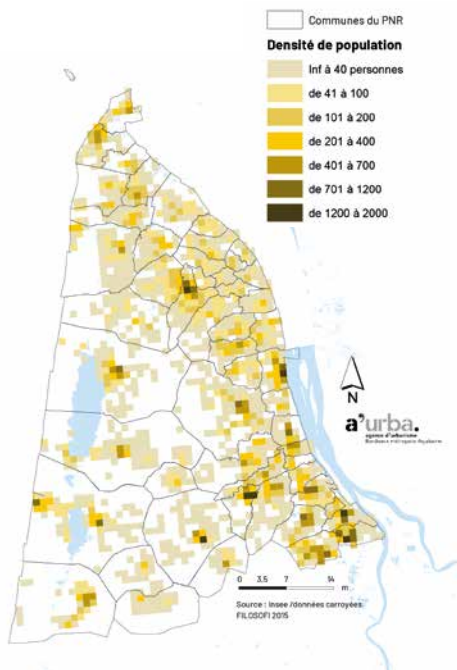 Communes du PNR
Densité de population
Inf à 40 personnes
de 41 à 100
de 101 à 200
de 201 à 400
de 401 à 700
de 701 à 1200
de 1200 à 2000
N
a'urba.
agence d'urbanisme
Bordeaux métropole Aquitaine
0 3,5 7 14
m
Source : Insee /données carroyées
FILOSOFI 2015